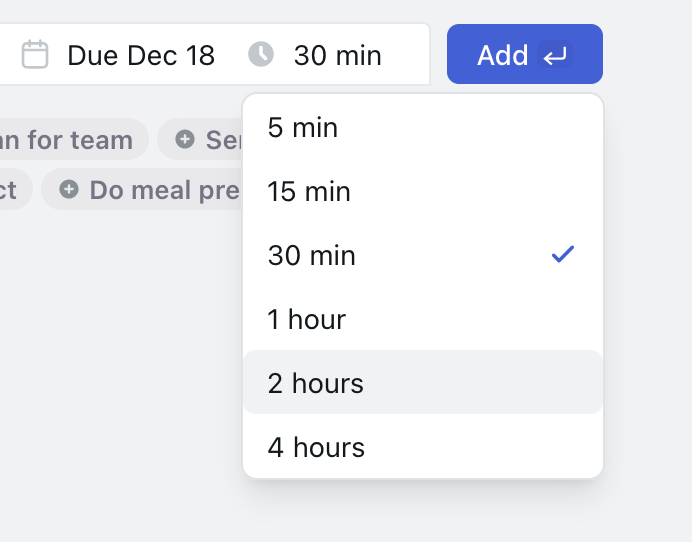 Due Dec 18 30 min Add
5 min
an for team
15 min
ct Do meal pre
30 min
1 hour
2 hours
4 hours